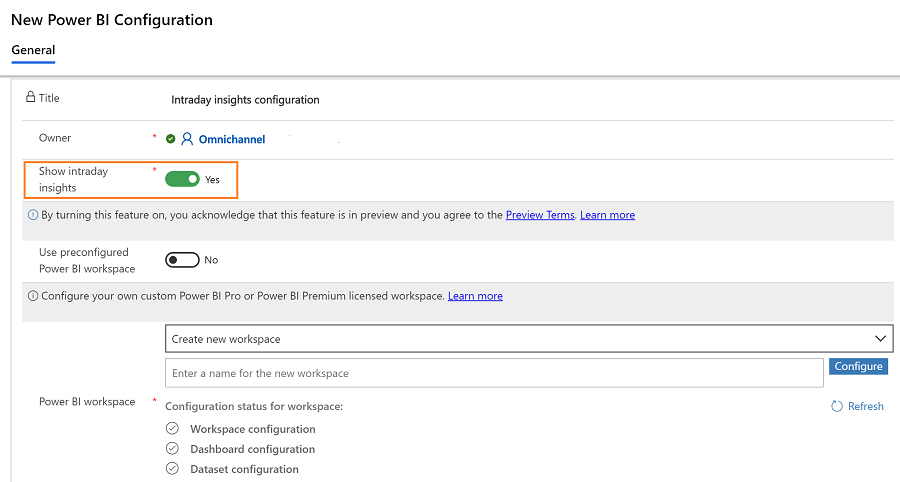 New Power BI Configuration
General
Title
Intraday insights configuration
Owner
*
Omnichannel
Show intraday
insights
*
Yes
By turning this feature on, you acknowledge that this feature is in preview and you agree to the Preview Terms. Learn more
Use preconfigured
Power BI workspace
No
Configure your own custom Power BI Pro or Power BI Premium licensed workspace. Learn more
Create new workspace
Enter a name for the new workspace
Configure
Power BI workspace
*
Configuration status for workspace:
Refresh
Workspace configuration
Dashboard configuration
Dataset configuration